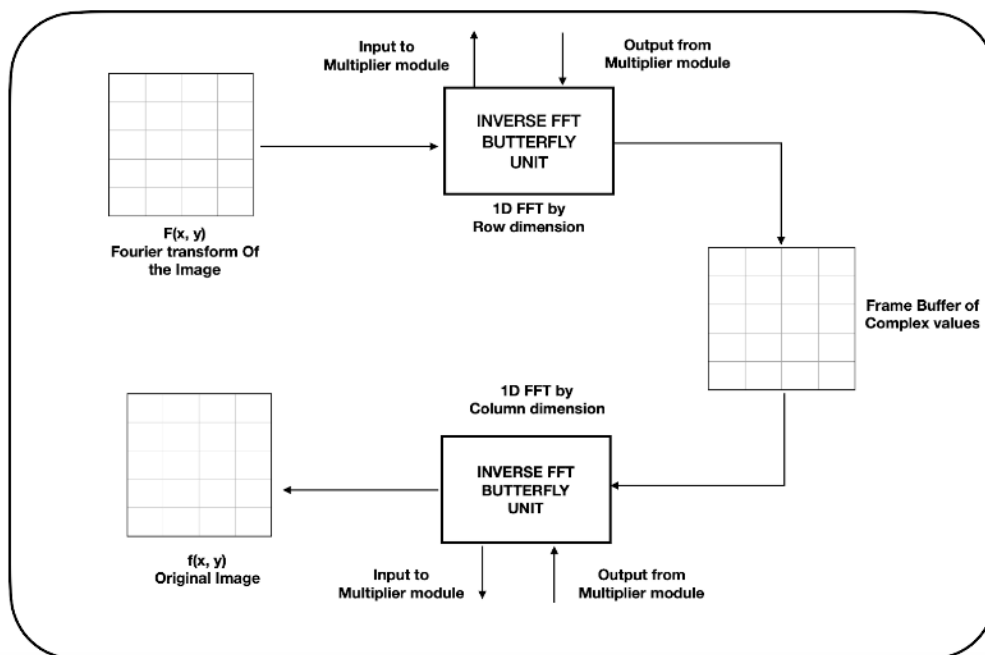 Input to
Multiplier module
Output from
Multiplier module
INVERSE FFT
BUTTERFLY
UNIT
1D FFT by
Row dimension
F(x, y)
Fourier transform Of
the Image
Frame Buffer of
Complex values
1D FFT by
Column dimension
INVERSE FFT
BUTTERFLY
UNIT
f(x, y)
Original Image
Input to
Multiplier module
Output from
Multiplier module